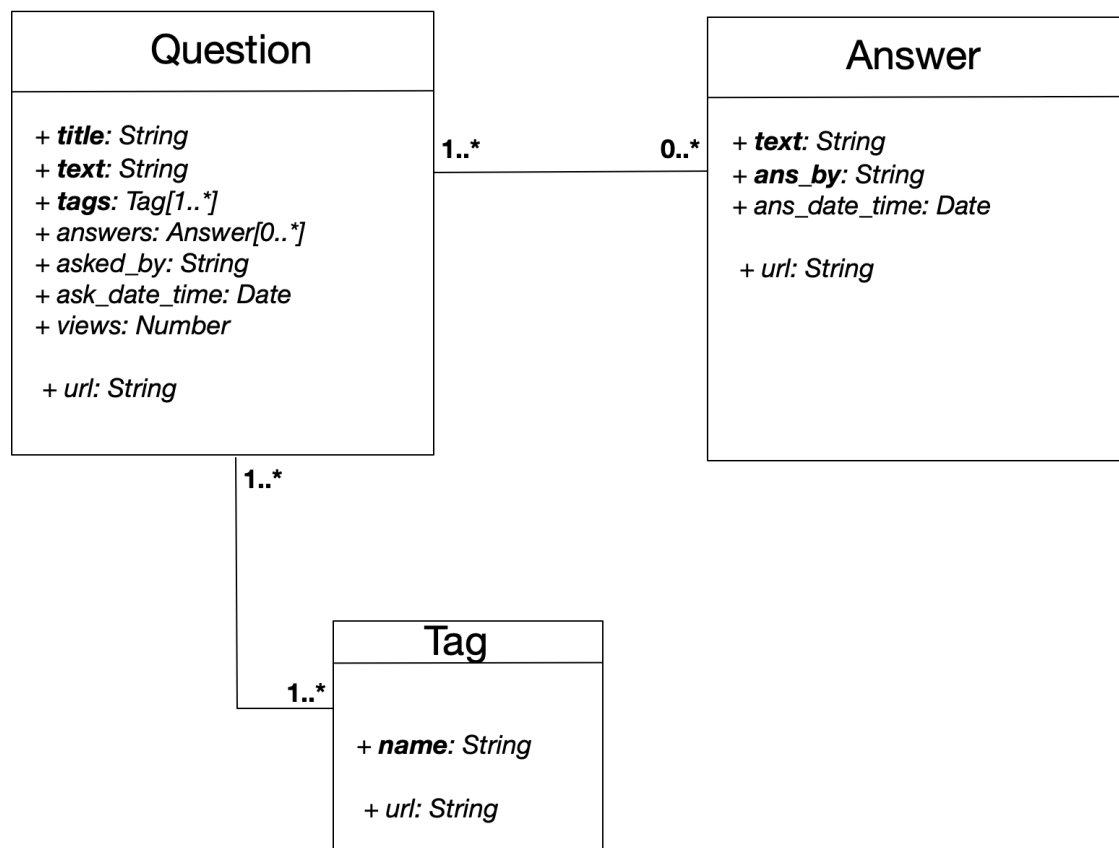 Question
+ title: String
+ text: String
+ tags: Tag[1..*]
+ answers: Answer[0..*]
+ asked_by: String
+ ask_date_time: Date
+ views: Number
+ url: String
1..*
0..*
Answer
+ text: String
+ ans_by: String
+ ans_date_time: Date
+ url: String
1..*
1..*
Tag
+ name: String
+ url: String